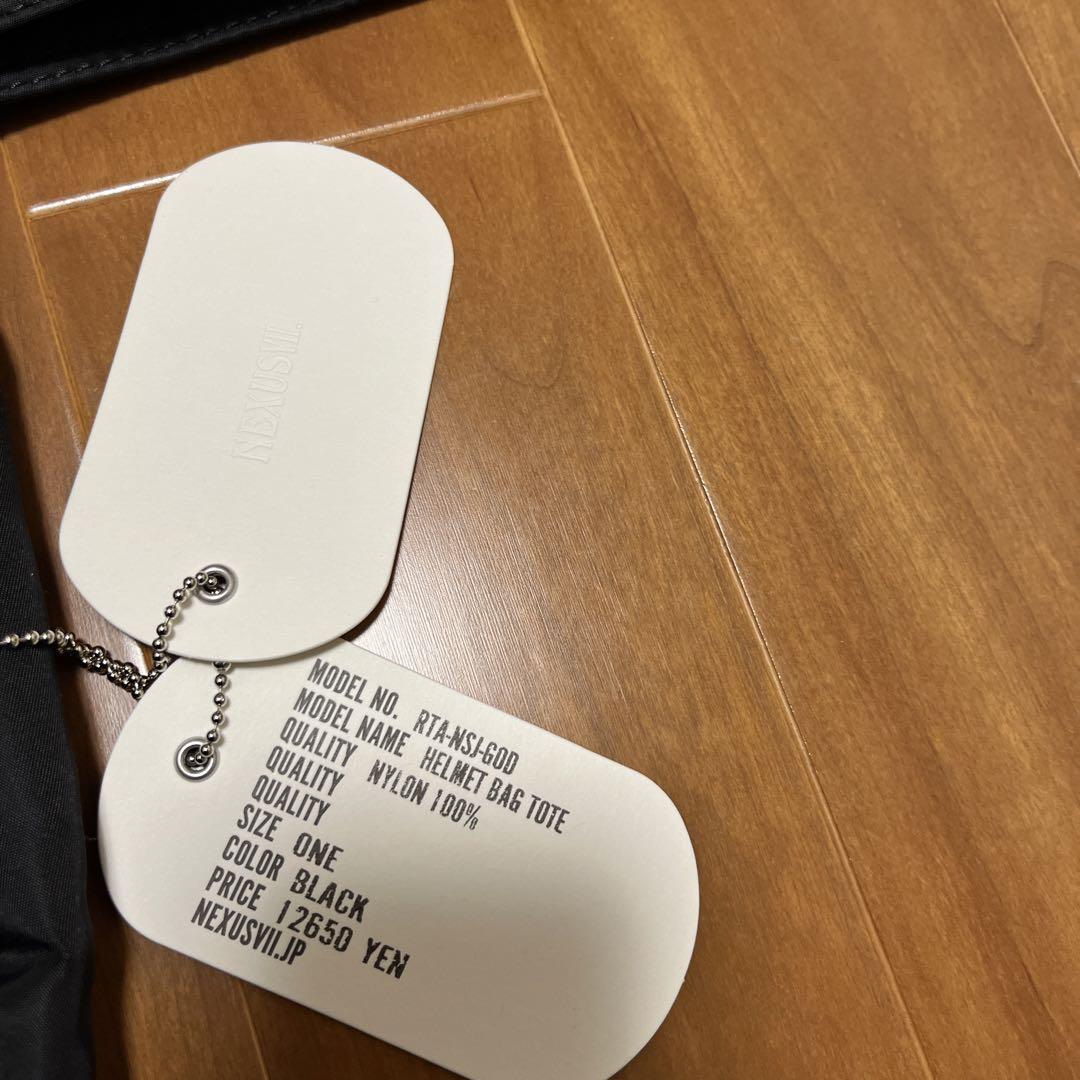 NEXUSVII.
MODEL NO. RTA-NSJ-GOD
MODEL NAME HELMET BAG TOTE
QUALITY NYLON 100%
QUALITY
QUALITY
SIZE ONE
COLOR BLACK
PRICE 12650 YEN
NEXUSVII.JP